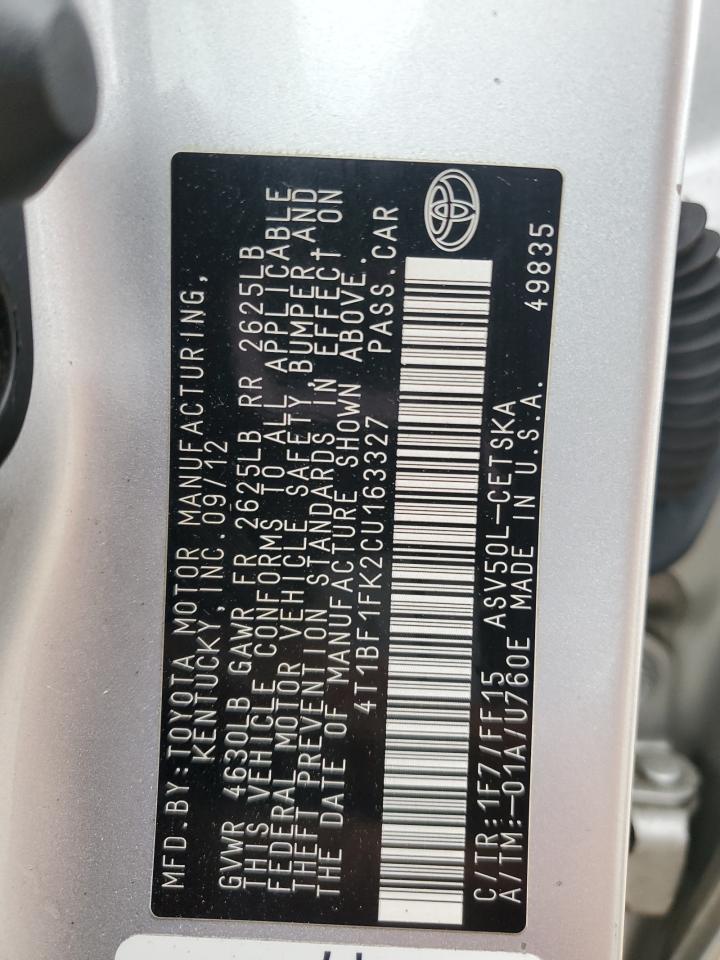 MFD.BY:TOYOTA MOTOR MANUFACTURING,
KENTUCKY, INC.09/12
GVWR 4630LB GAWR FR 2625LB RR 2625LB
THIS VEHICLE CONFORMS TO ALL APPLICABLE
FEDERAL MOTOR VEHICLE SAFETY, BUMPER, AND
THEFT PREVENTION STANDARDS IN EFFECT ON
THE DATE OF MANUFACTURE SHOWN ABOVE.
4T1BF1FK2CU163327 PASS.CAR
C/TR:1F7/FF15 ASV50L-CETSKA
A/TM:-01A/U760E MADE IN U.S.A. 49835